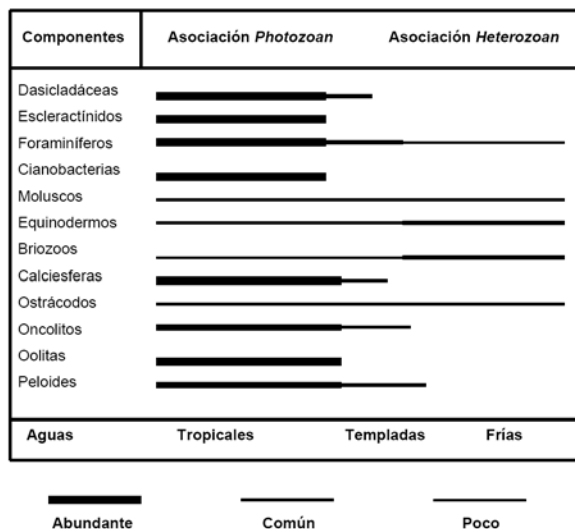 Componentes Asociación Photozoan Asociación Heterozoan
Dasicladáceas
Escleractínidos
Foraminíferos
Cianobacterias
Moluscos
Equinodermos
Briozoos
Calciesferas
Ostrácodos
Oncolitos
Oolitas
Peloides
Aguas Tropicales Templadas Frías
Abundante Común Poco